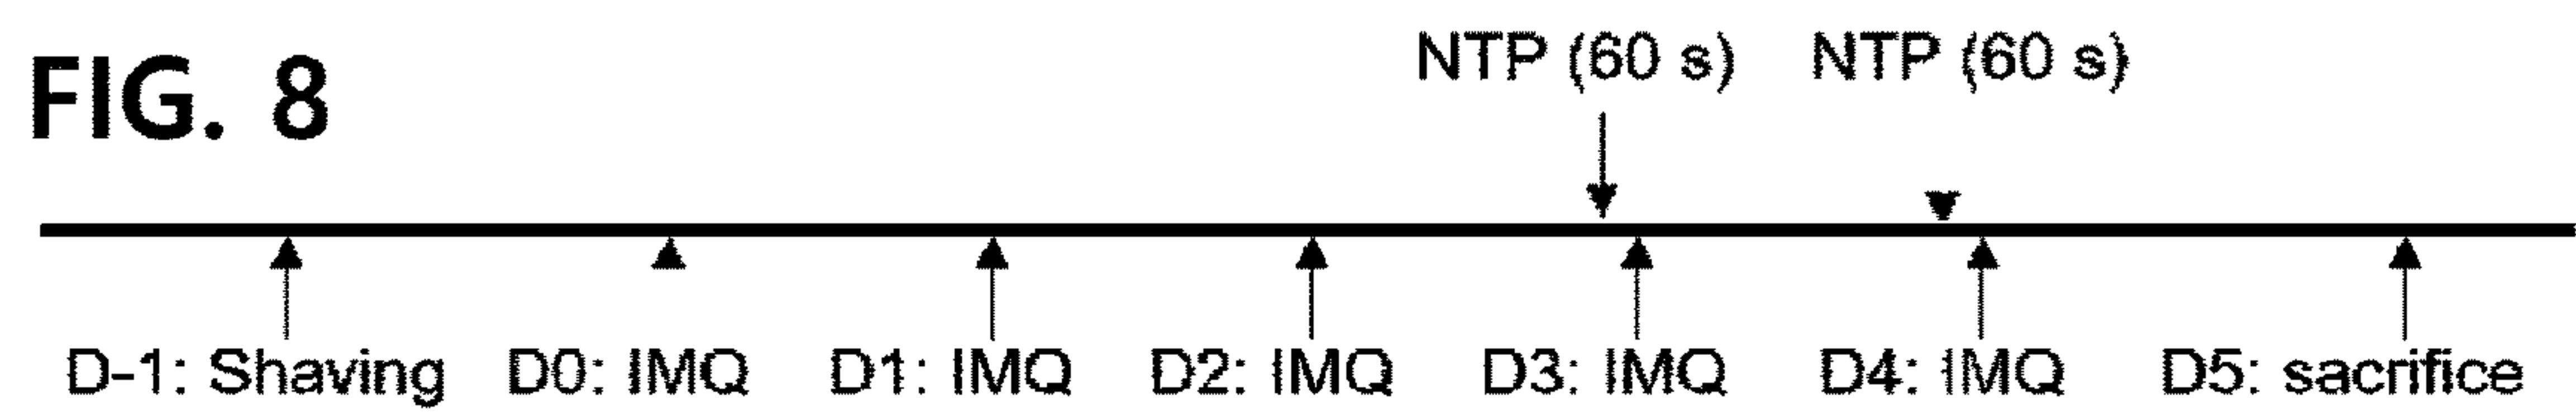 FIG. 8
NTP (60 s) NTP (60 s)
D-1: Shaving D0: IMQ D1: IMQ D2: IMQ D3: IMQ D4: IMQ D5: sacrifice